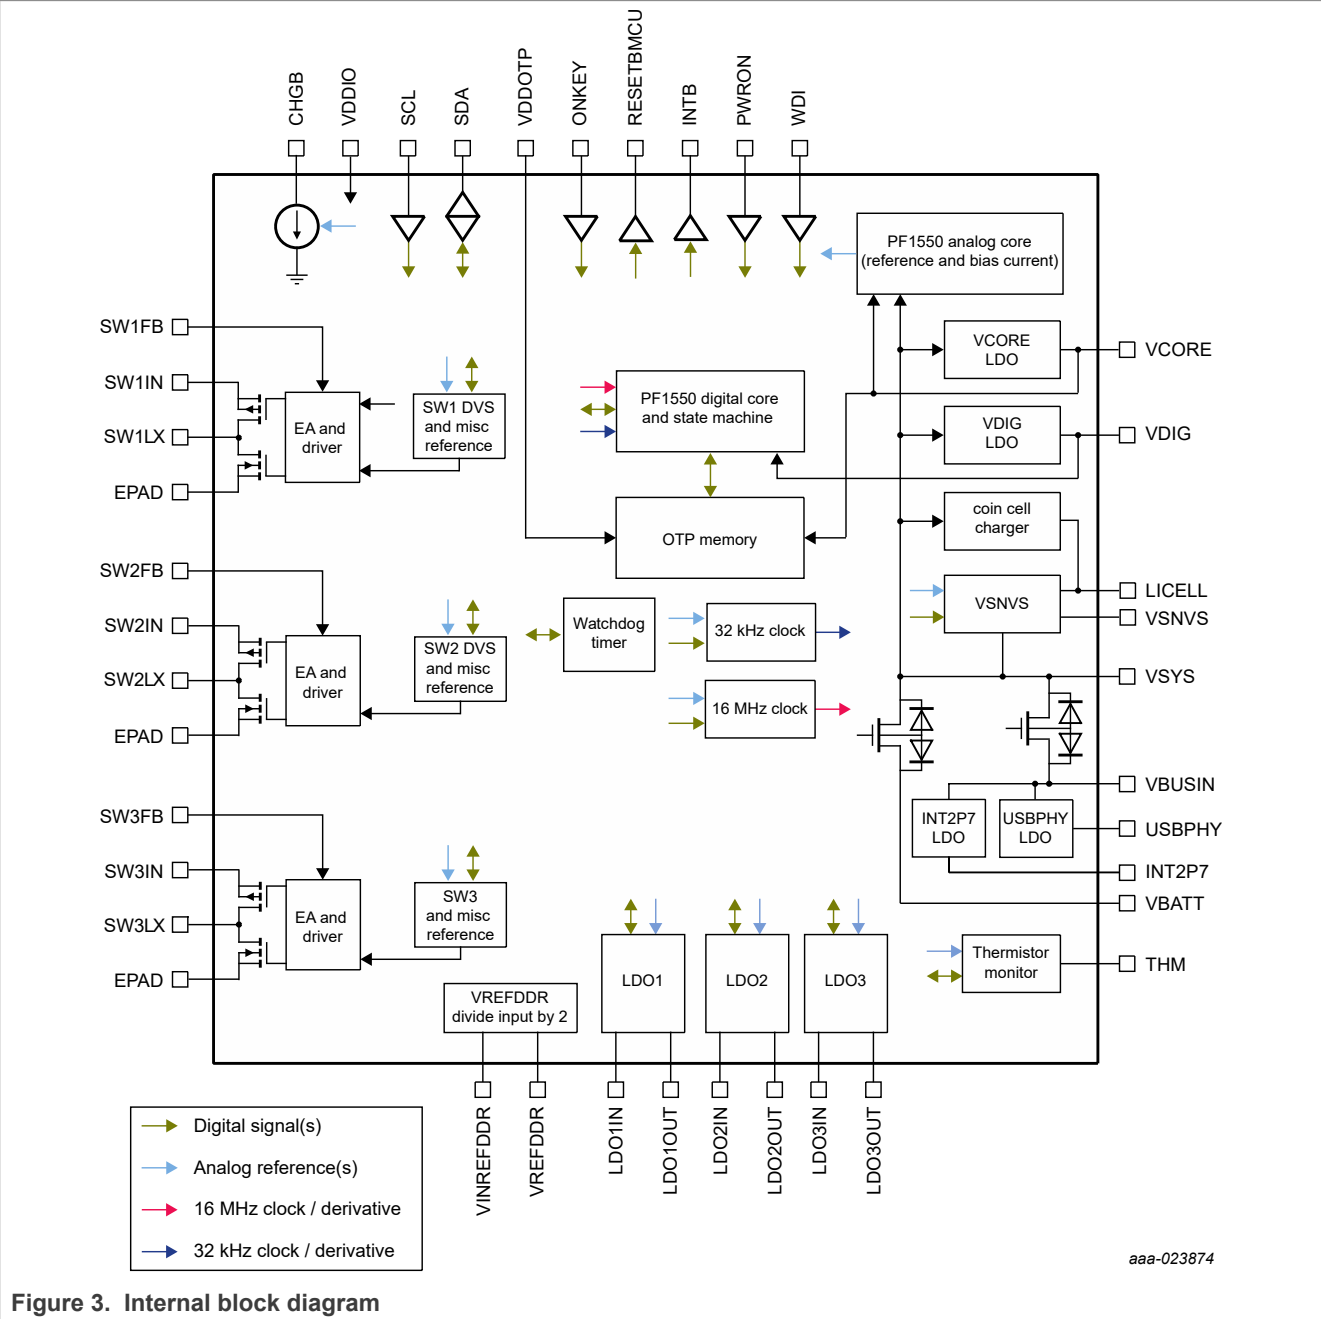 CHGB
VDDIO
SCL
SDA
VDDOTP
ONKEY
RESETBMCU
INTB
PWRON
WDI
PF1550 analog core
(reference and bias current)
SW1FB
SW1IN
SW1LX
EPAD
EA and
driver
SW1 DVS
and misc
reference
PF1550 digital core
and state machine
OTP memory
VCORE
LDO
VCORE
VDIG
LDO
VDIG
coin cell
charger
VSNVS
LICELL
VSNVS
VSYS
SW2FB
SW2IN
SW2LX
EPAD
EA and
driver
SW2 DVS
and misc
reference
Watchdog
timer
32 kHz clock
16 MHz clock
VBUSIN
INT2P7
LDO
USBPHY
LDO
USBPHY
INT2P7
VBATT
SW3FB
SW3IN
SW3LX
EPAD
EA and
driver
SW3
and misc
reference
VREFDDR
divide input by 2
LDO1
LDO2
LDO3
Thermistor
monitor
THM
VINREFDDR
VREFDDR
LDO1IN
LDO1OUT
LDO2IN
LDO2OUT
LDO3IN
LDO3OUT
Digital signal(s)
Analog reference(s)
16 MHz clock / derivative
32 kHz clock / derivative
aaa-023874
Figure 3. Internal block diagram